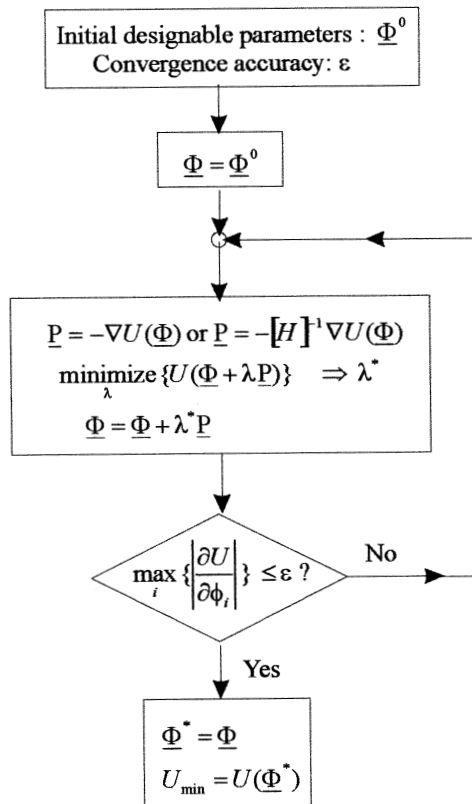 Initial designable parameters : Φ⁰
Convergence accuracy: ε
Φ = Φ⁰
P = -∇U(Φ) or P = -[H]⁻¹∇U(Φ)
minimize {U(Φ + λP)} ⇒ λ*
λ
Φ = Φ + λ*P
max {|∂U/∂ϕᵢ|} ≤ ε ?
i
No
Yes
Φ* = Φ
U_min = U(Φ*)